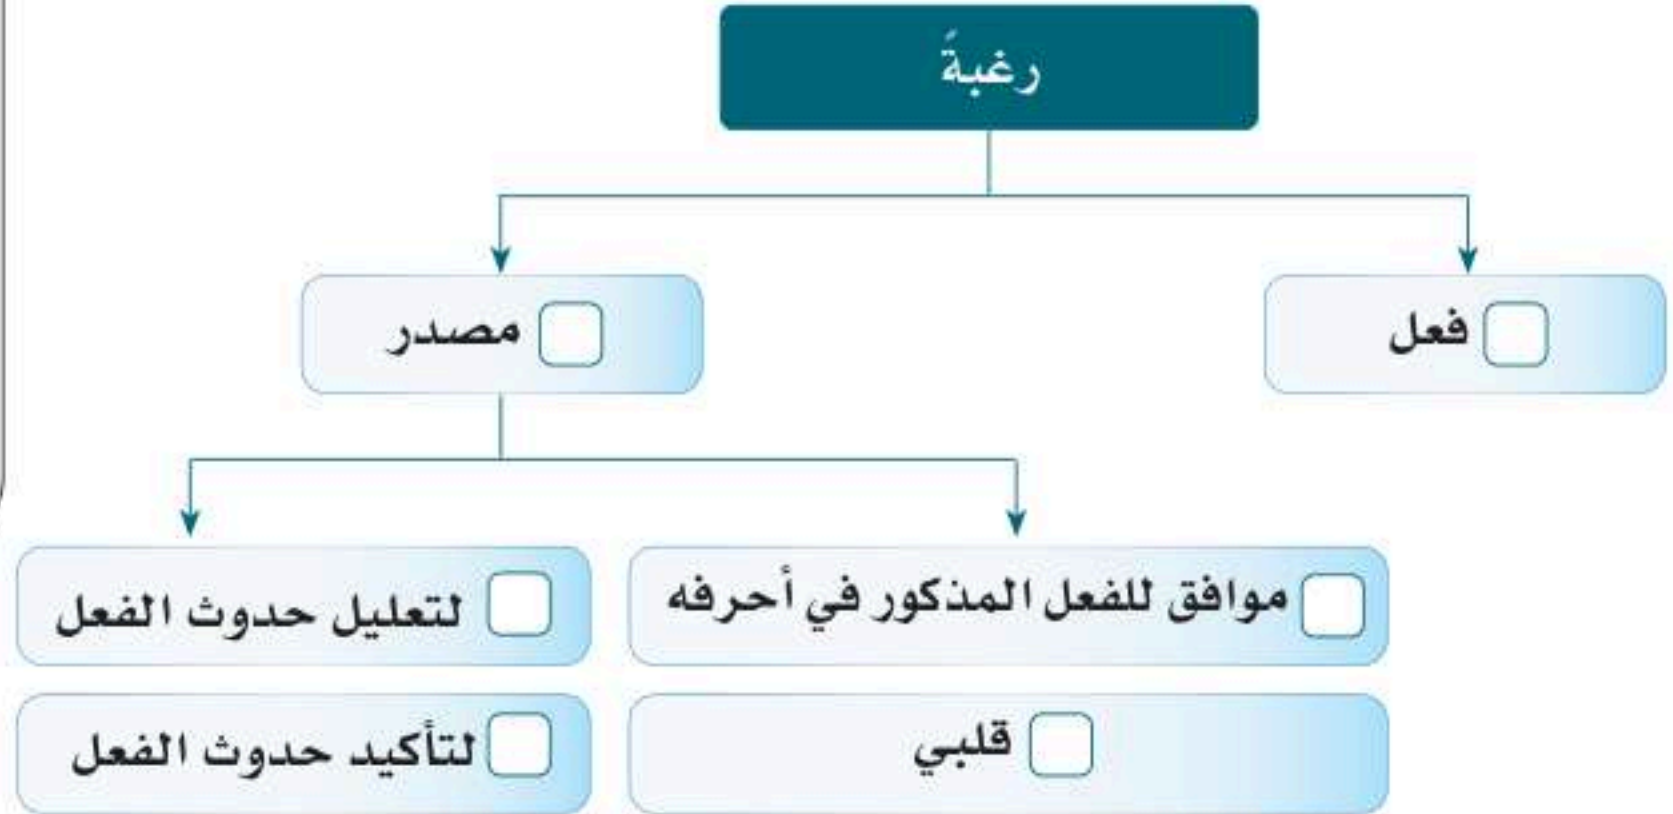 رغبةً
فعل
مصدر
موافق للفعل المذكور في أحرفه
لتعليل حدوث الفعل
قلبي
لتأكيد حدوث الفعل